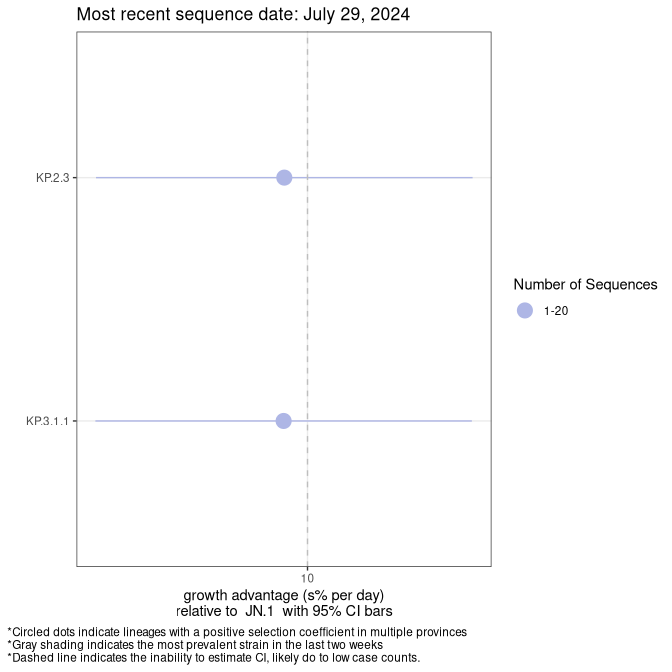 Most recent sequence date: July 29, 2024
KP.2.3
Number of Sequences
1-20
KP.3.1.1
10
growth advantage (s% per day)
relative to JN.1 with 95% CI bars
*Circled dots indicate lineages with a positive selection coefficient in multiple provinces
*Gray shading indicates the most prevalent strain in the last two weeks
*Dashed line indicates the inability to estimate CI, likely do to low case counts.